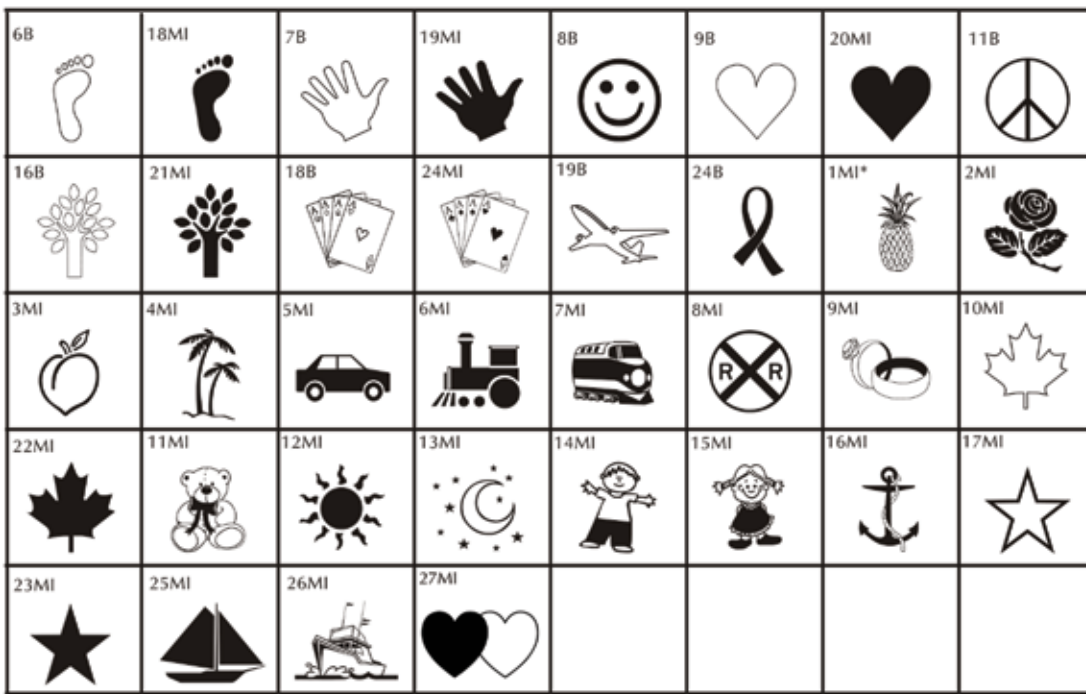 6B 18MI 7B 19MI 8B 9B 20MI 11B
16B 21MI 18B 24MI 19B 24B 1MI* 2MI
A A A A A A A A
3MI 4MI 5MI 6MI 7MI 8MI 9MI 10MI
R R
22MI 11MI 12MI 13MI 14MI 15MI 16MI 17MI
23MI 25MI 26MI 27MI